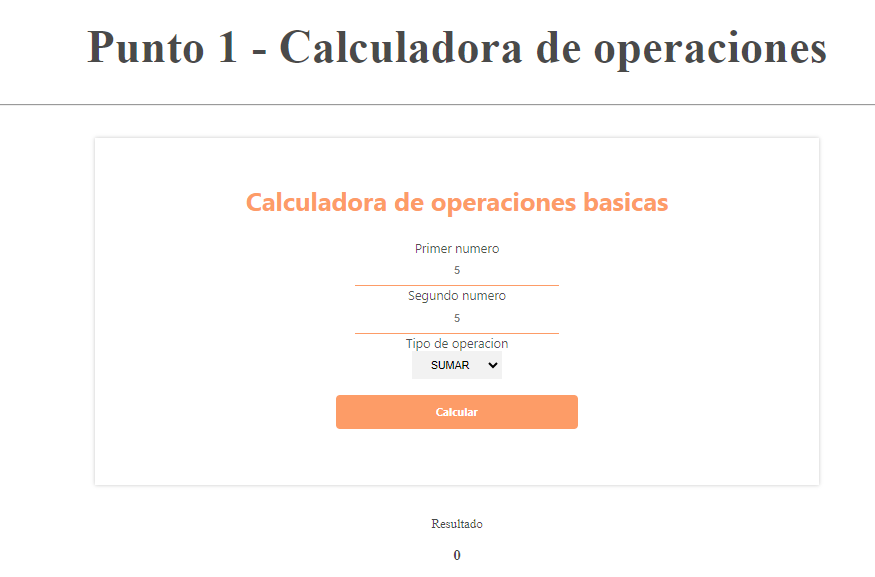 Punto 1 - Calculadora de operaciones
Calculadora de operaciones basicas
Primer numero
5
Segundo numero
5
Tipo de operacion
SUMAR
Calcular
Resultado
0